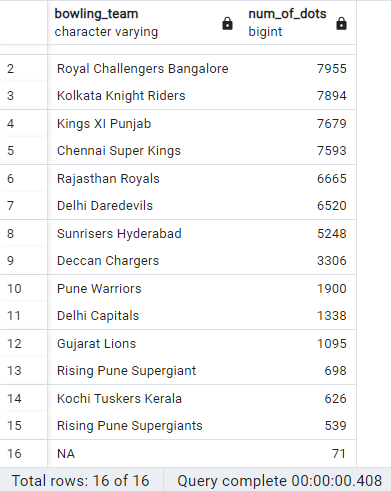 bowling_team num_of_dots
character varying bigint
2 Royal Challengers Bangalore 7955
3 Kolkata Knight Riders 7894
4 Kings XI Punjab 7679
5 Chennai Super Kings 7593
6 Rajasthan Royals 6665
7 Delhi Daredevils 6520
8 Sunrisers Hyderabad 5248
9 Deccan Chargers 3306
10 Pune Warriors 1900
11 Delhi Capitals 1338
12 Gujarat Lions 1095
13 Rising Pune Supergiant 698
14 Kochi Tuskers Kerala 626
15 Rising Pune Supergiants 539
16 NA 71
Total rows: 16 of 16 Query complete 00:00:00.408